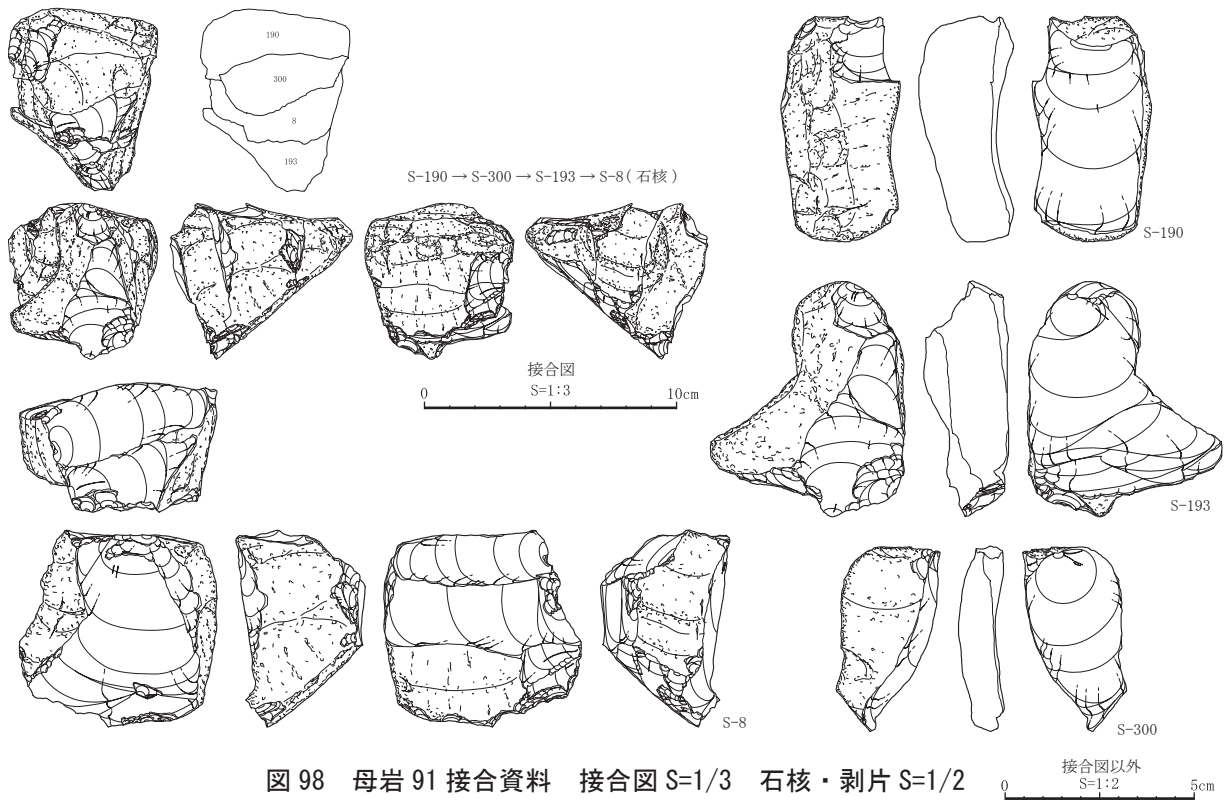 190
300
8
193
S-190→S-300→S-193→S-8(石核)
S-190
接合図
S=1:3
0 10cm
S-193
S-8
S-300
図 98 母岩 91 接合資料 接合図 S=1/3 石核・剥片 S=1/2
接合図以外
S=1:2
0 5cm